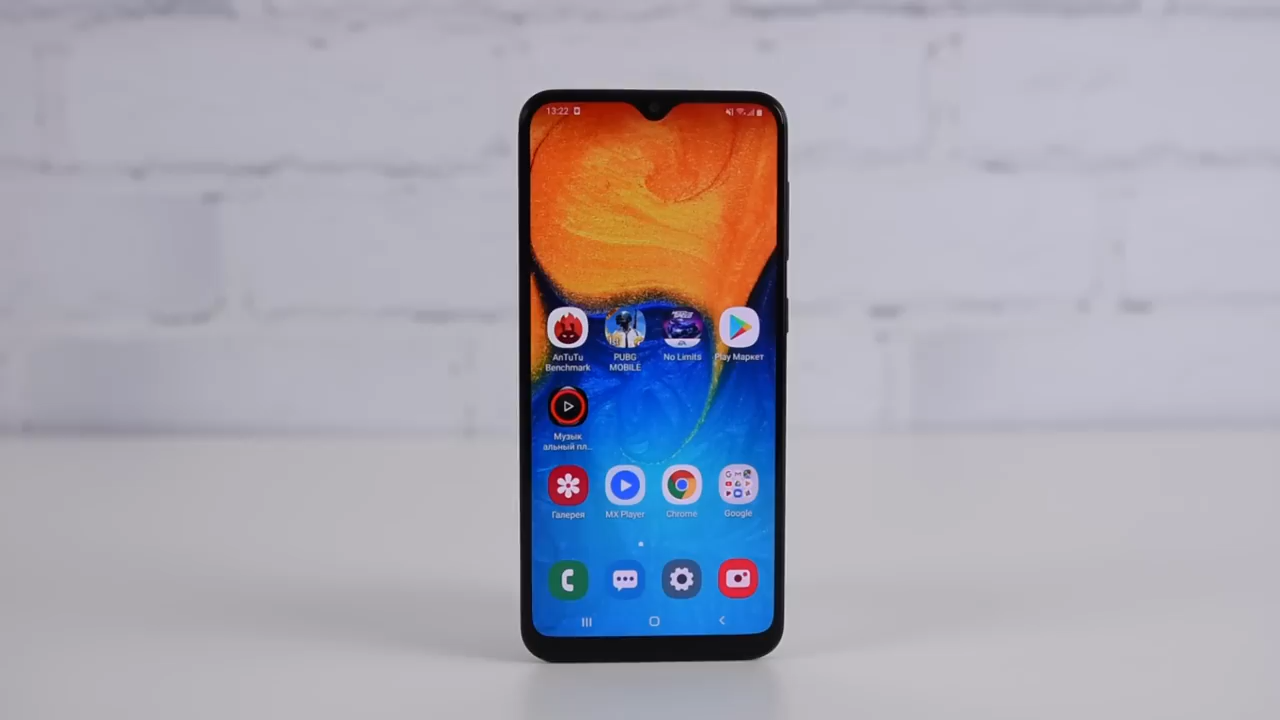 13:22
AnTuTu
Benchmark
PUBG
MOBILE
No Limits
Play Маркет
Музык
альный пл...
Галерея
MX Player
Chrome
Google